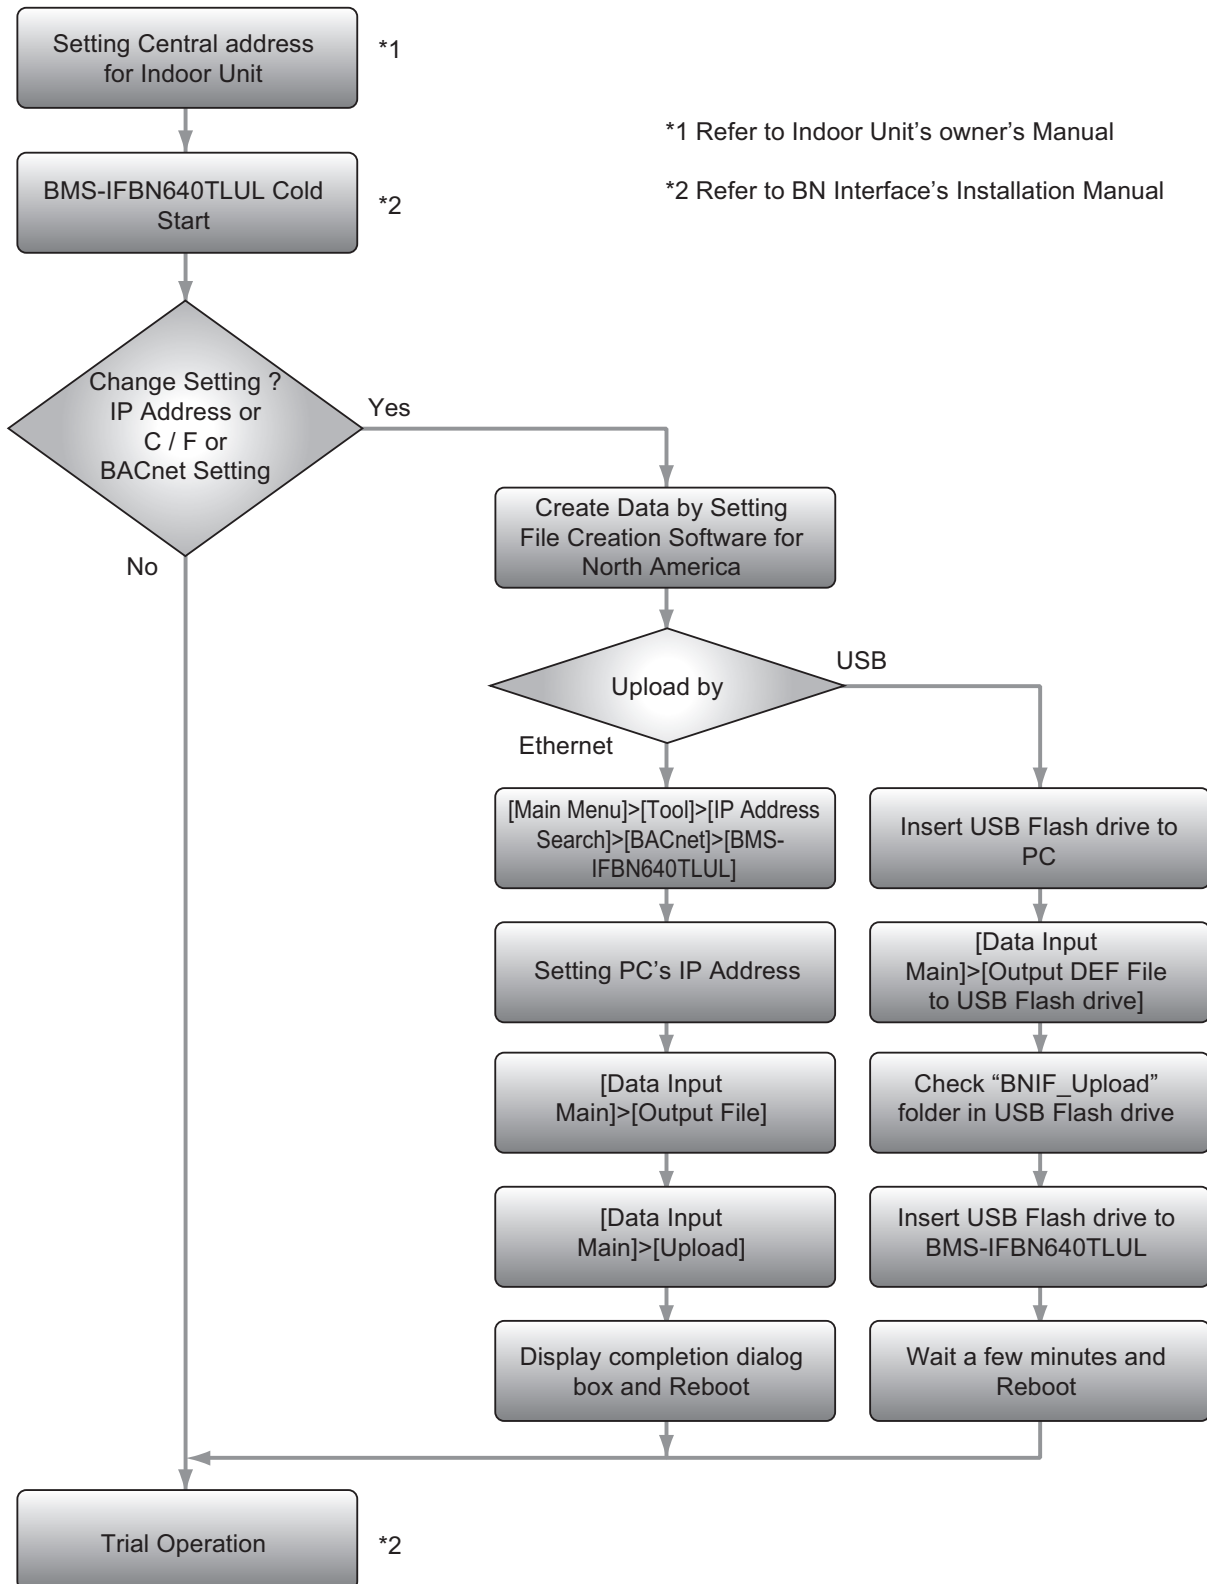 Setting Central address
for Indoor Unit
*1
*1 Refer to Indoor Unit's owner's Manual
BMS-IFBN640TLUL Cold
Start
*2
*2 Refer to BN Interface's Installation Manual
Change Setting ?
IP Address or
C / F or
BACnet Setting
Yes
No
Create Data by Setting
File Creation Software for
North America
Upload by
USB
Ethernet
[Main Menu]>[Tool]>[IP Address
Search]>[BACnet]>[BMS-
IFBN640TLUL]
Setting PC's IP Address
[Data Input
Main]>[Output File]
[Data Input
Main]>[Upload]
Display completion dialog
box and Reboot
Insert USB Flash drive to
PC
[Data Input
Main]>[Output DEF File
to USB Flash drive]
Check “BNIF_Upload”
folder in USB Flash drive
Insert USB Flash drive to
BMS-IFBN640TLUL
Wait a few minutes and
Reboot
Trial Operation
*2